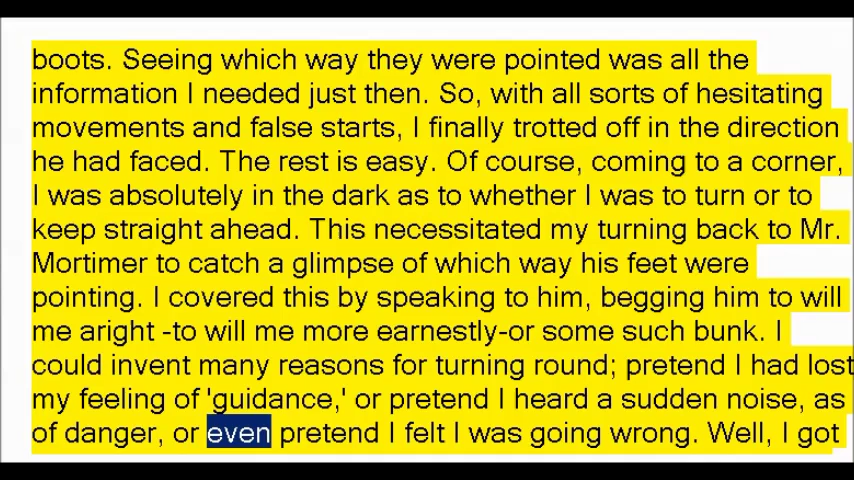 boots. Seeing which way they were pointed was all the
information I needed just then. So, with all sorts of hesitating
movements and false starts, I finally trotted off in the direction
he had faced. The rest is easy. Of course, coming to a corner,
I was absolutely in the dark as to whether I was to turn or to
keep straight ahead. This necessitated my turning back to Mr.
Mortimer to catch a glimpse of which way his feet were
pointing. I covered this by speaking to him, begging him to will
me aright -to will me more earnestly-or some such bunk. I
could invent many reasons for turning round; pretend I had lost
my feeling of 'guidance,' or pretend I heard a sudden noise, as
of danger, or even pretend I felt I was going wrong. Well, I got